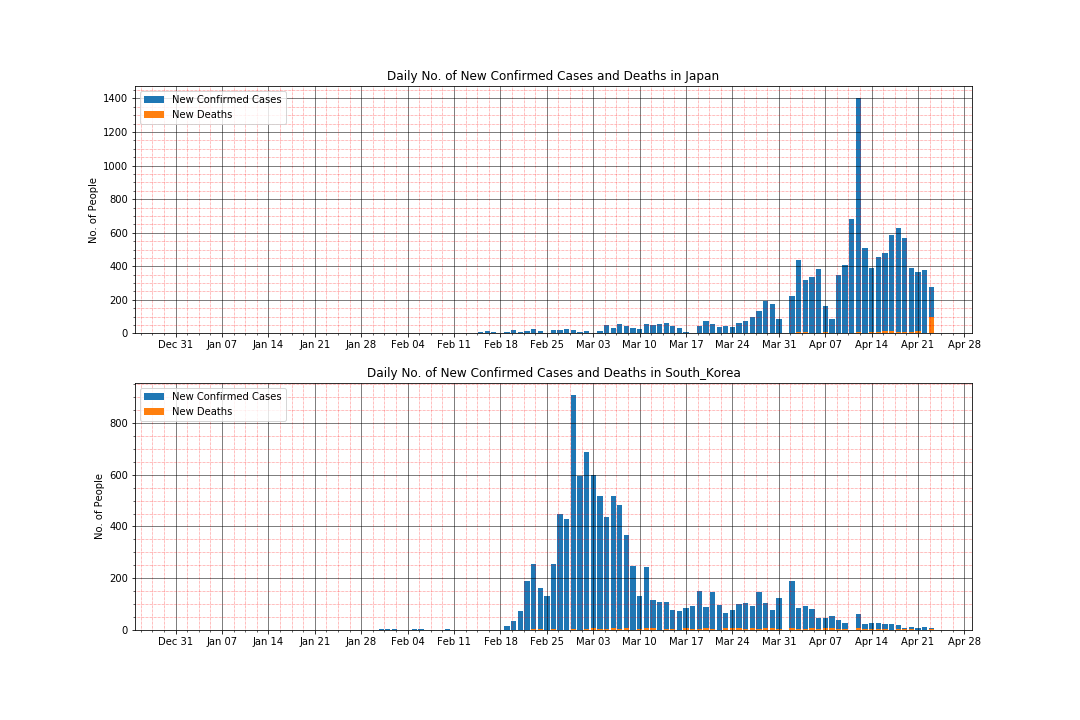 Daily No. of New Confirmed Cases and Deaths in Japan
New Confirmed Cases
New Deaths
No. of People
1400
1200
1000
800
600
400
200
0
Dec 31 Jan 07 Jan 14 Jan 21 Jan 28 Feb 04 Feb 11 Feb 18 Feb 25 Mar 03 Mar 10 Mar 17 Mar 24 Mar 31 Apr 07 Apr 14 Apr 21 Apr 28
Daily No. of New Confirmed Cases and Deaths in South_Korea
New Confirmed Cases
New Deaths
No. of People
800
600
400
200
0
Dec 31 Jan 07 Jan 14 Jan 21 Jan 28 Feb 04 Feb 11 Feb 18 Feb 25 Mar 03 Mar 10 Mar 17 Mar 24 Mar 31 Apr 07 Apr 14 Apr 21 Apr 28